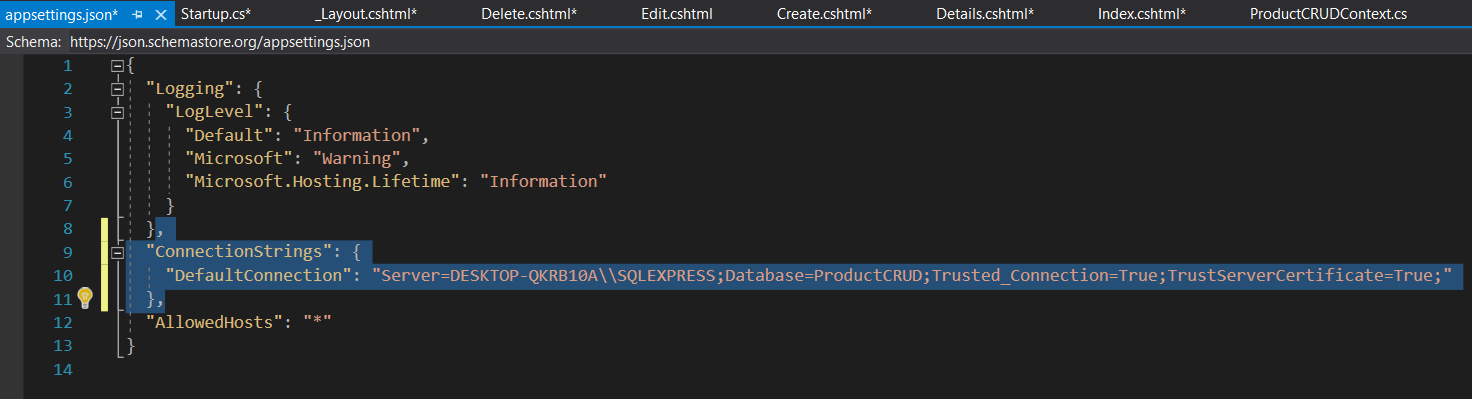 appsettings.json* Startup.cs* _Layout.cshtml* Delete.cshtml* Edit.cshtml Create.cshtml* Details.cshtml* Index.cshtml* ProductCRUDContext.cs
Schema: https://json.schemastore.org/appsettings.json
1 {
2 "Logging": {
3 "LogLevel": {
4 "Default": "Information",
5 "Microsoft": "Warning",
6 "Microsoft.Hosting.Lifetime": "Information"
7 }
8 },
9 "ConnectionStrings": {
10 "DefaultConnection": "Server=DESKTOP-QKRB10A\\SQLEXPRESS;Database=ProductCRUD;Trusted_Connection=True;TrustServerCertificate=True;"
11 },
12 "AllowedHosts": "*"
13 }
14